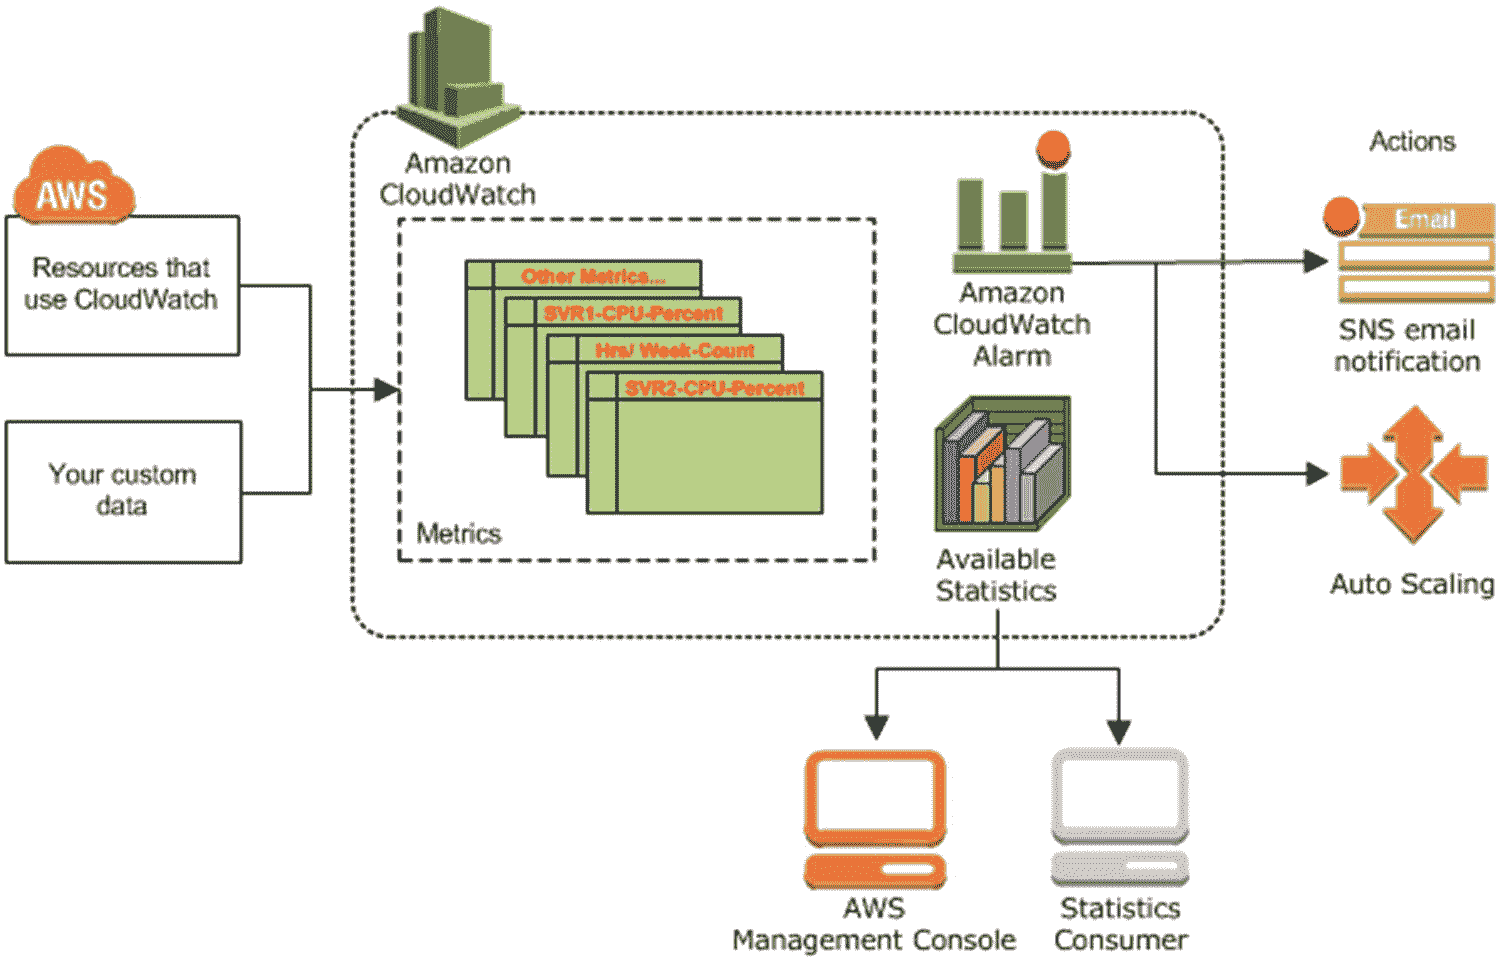 Amazon
CloudWatch
AWS
Resources that
use CloudWatch
Your custom
data
Other Metrics...
SVR1-CPU-Percent
Hrs/ Week-Count
SVR2-CPU-Percent
Metrics
Amazon
CloudWatch
Alarm
Available
Statistics
Actions
Email
SNS email
notification
Auto Scaling
AWS
Management Console
Statistics
Consumer